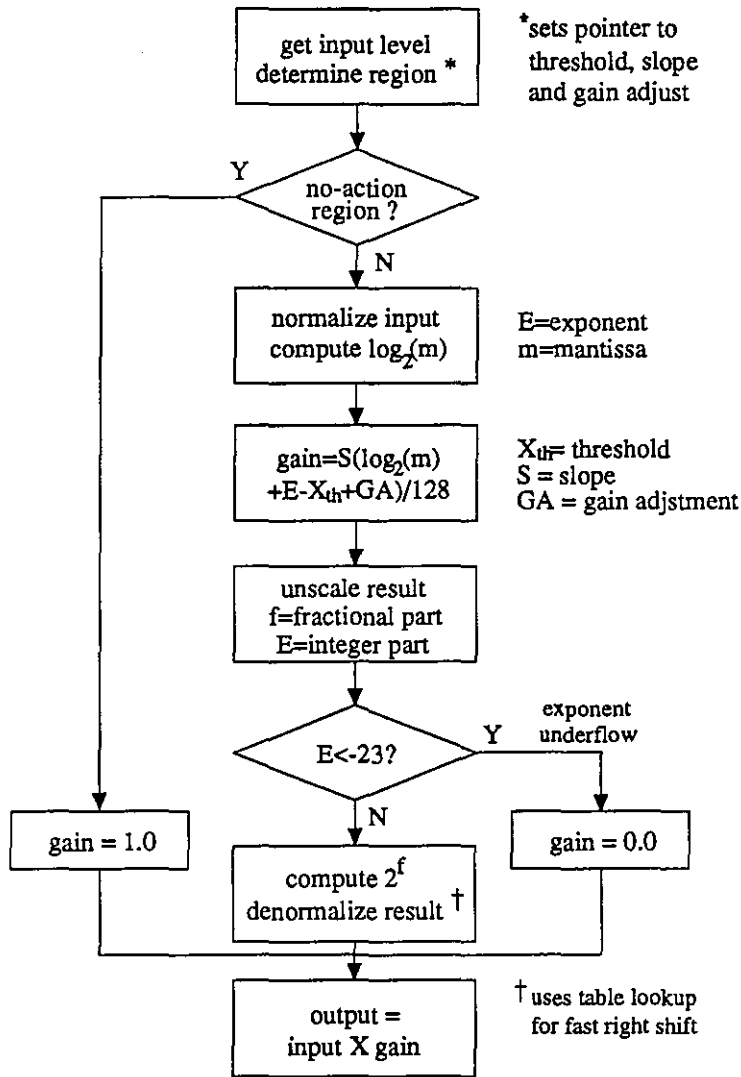 get input level
determine region *
*sets pointer to
threshold, slope
and gain adjust
Y
no-action
region ?
N
normalize input
compute log2(m)
E=exponent
m=mantissa
gain=S(log2(m)
+E-Xth+GA)/128
Xth= threshold
S = slope
GA = gain adjstment
unscale result
f=fractional part
E=integer part
E<-23?
Y
exponent
underflow
N
gain = 1.0
gain = 0.0
compute 2^f
denormalize result †
output =
input X gain
† uses table lookup
for fast right shift